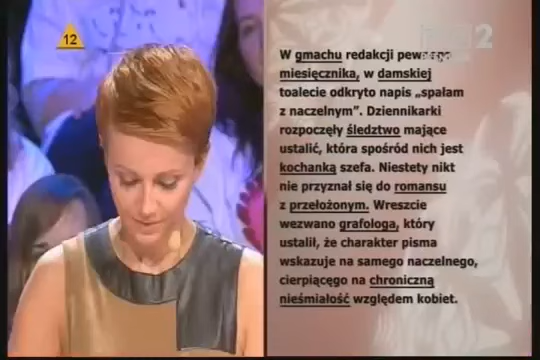 12
2
W gmachu redakcji pewnego
miesięcznika, w damskiej
toalecie odkryto napis „spałam
z naczelnym”. Dziennikarki
rozpoczęły śledztwo mające
ustalić, która spośród nich jest
kochanką szefa. Niestety nikt
nie przyznał się do romansu
z przełożonym. Wreszcie
wezwano grafologa, który
ustalił, że charakter pisma
wskazuje na samego naczelnego,
cierpiącego na chroniczną
nieśmiałość względem kobiet.